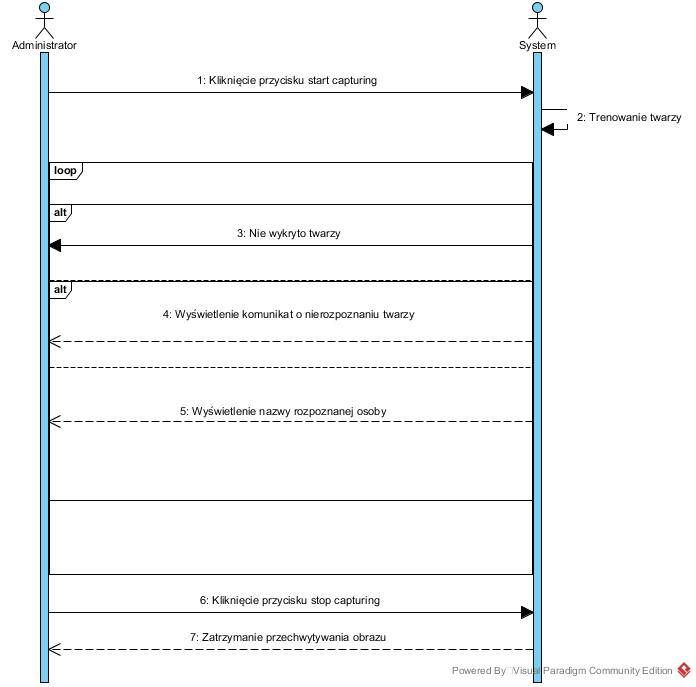 Administrator
System
1: Kliknięcie przycisku start capturing
2: Trenowanie twarzy
loop
alt
3: Nie wykryto twarzy
alt
4: Wyświetlenie komunikat o nierozpoznaniu twarzy
5: Wyświetlenie nazwy rozpoznanej osoby
6: Kliknięcie przycisku stop capturing
7: Zatrzymanie przechwytywania obrazu
Powered By Visual Paradigm Community Edition